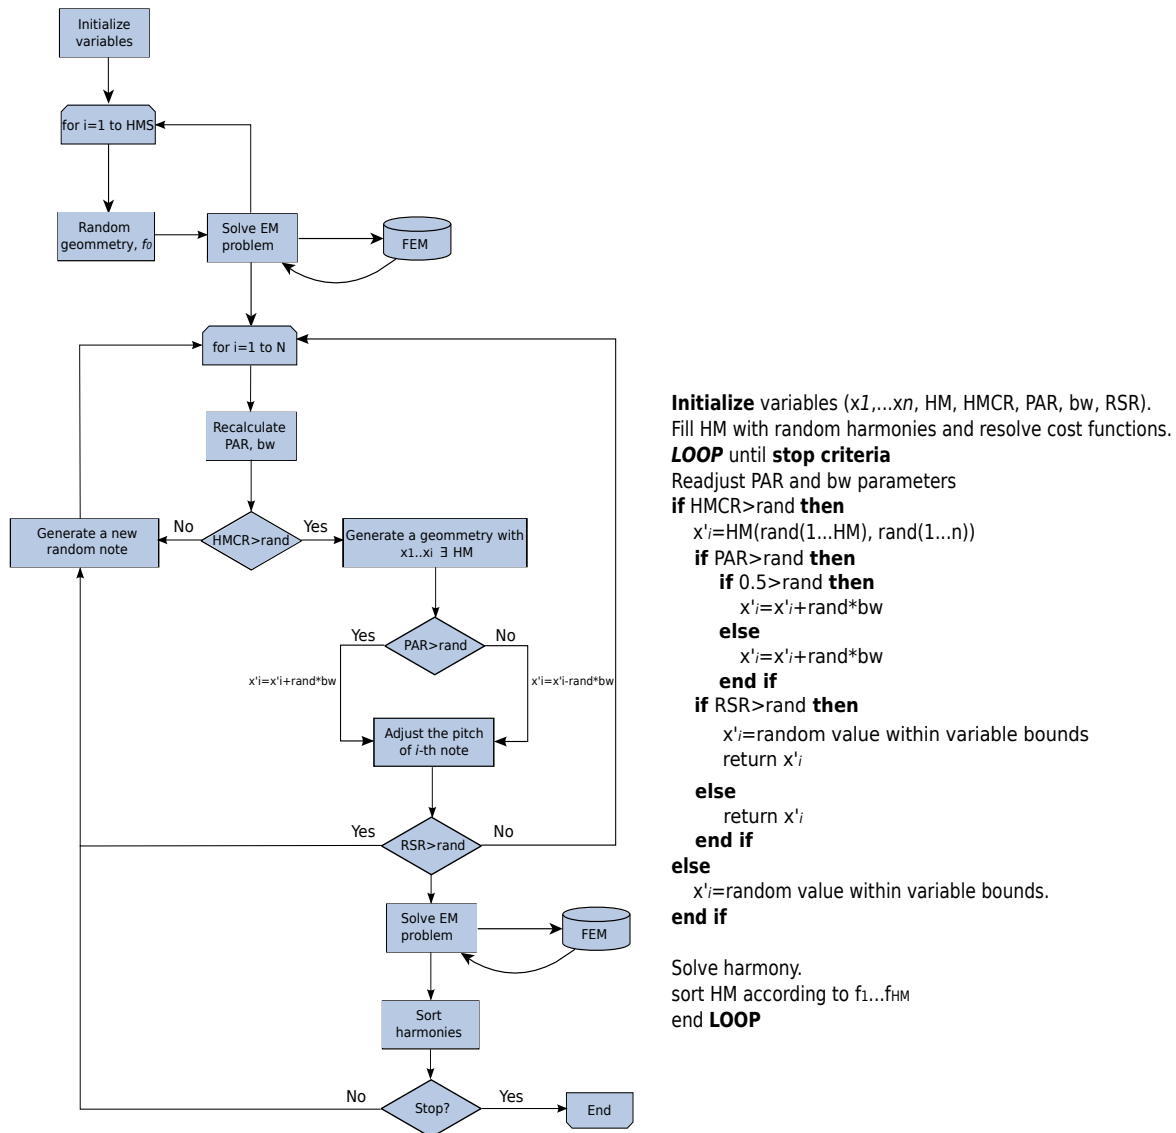 Initialize
variables
for i=1 to HMS
Random
geommetry, f0
Solve EM
problem
FEM
for i=1 to N
Recalculate
PAR, bw
HMCR>rand
No
Yes
Generate a new
random note
Generate a geometry with
x1..xi ∃ HM
PAR>rand
Yes
No
x'i=x'i+rand*bw
x'i=x'i-rand*bw
Adjust the pitch
of i-th note
RSR>rand
Yes
No
Solve EM
problem
FEM
Sort
harmonies
Stop?
No
Yes
End
Initialize variables (x1,...xn, HM, HMCR, PAR, bw, RSR).
Fill HM with random harmonies and resolve cost functions.
LOOP until stop criteria
Readjust PAR and bw parameters
if HMCR>rand then
x'i=HM(rand(1...HM), rand(1...n))
if PAR>rand then
if 0.5>rand then
x'i=x'i+rand*bw
else
x'i=x'i+rand*bw
end if
if RSR>rand then
x'i=random value within variable bounds
return x'i
else
return x'i
end if
else
x'i=random value within variable bounds.
end if
Solve harmony.
sort HM according to f1...fHM
end LOOP